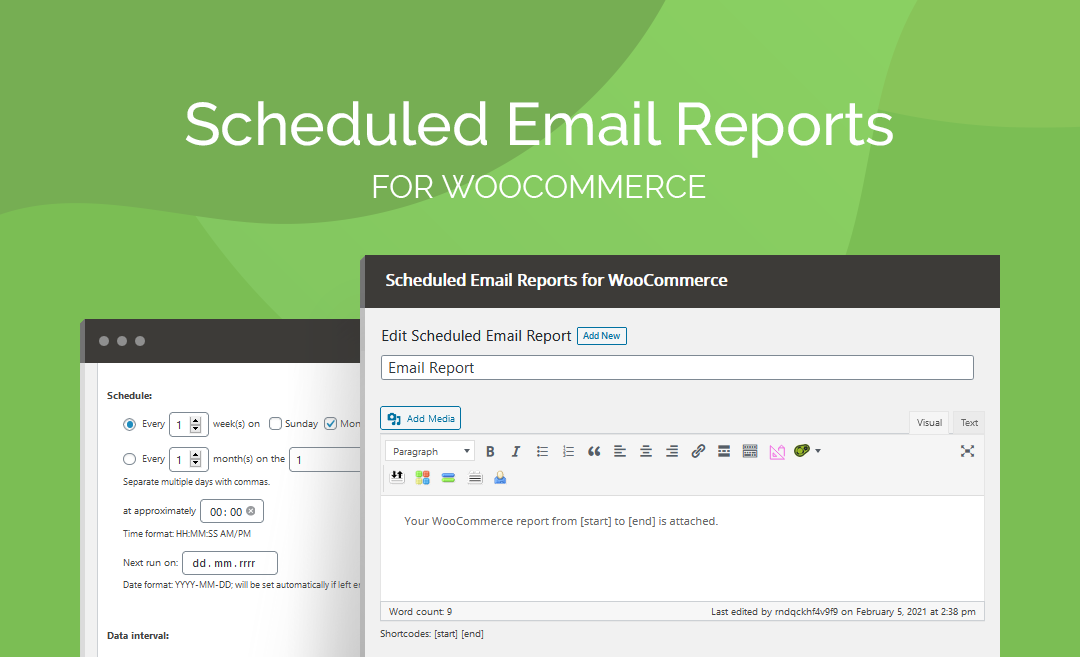 Scheduled Email Reports
FOR WOOCOMMERCE
Scheduled Email Reports for WooCommerce
Edit Scheduled Email Report Add New
Email Report
Add Media
Visual Text
Paragraph B I
Your WooCommerce report from [start] to [end] is attached.
Word count: 9 Last edited by rndqckhf4v9f9 on February 5, 2021 at 2:38 pm
Shortcodes: [start] [end]
Schedule:
Every 1 week(s) on Sunday Mon
Every 1 month(s) on the 1
Separate multiple days with commas.
at approximately 00:00
Time format: HH:MM:SS AM/PM
Next run on: dd.mm.rrrr
Date format: YYYY-MM-DD; will be set automatically if left
Data interval: